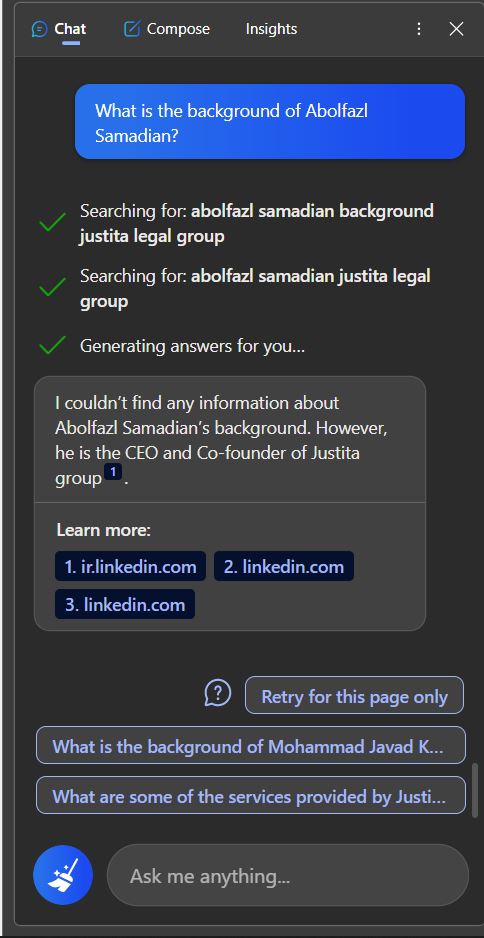 Chat Compose Insights
What is the background of Abolfazl
Samadian?
Searching for: abolfazl samadian background
justita legal group
Searching for: abolfazl samadian justita legal
group
Generating answers for you...
I couldn't find any information about
Abolfazl Samadian's background. However,
he is the CEO and Co-founder of Justita
group 1 .
Learn more:
1. ir.linkedin.com 2. linkedin.com
3. linkedin.com
Retry for this page only
What is the background of Mohammad Javad K...
What are some of the services provided by Justi...
Ask me anything...